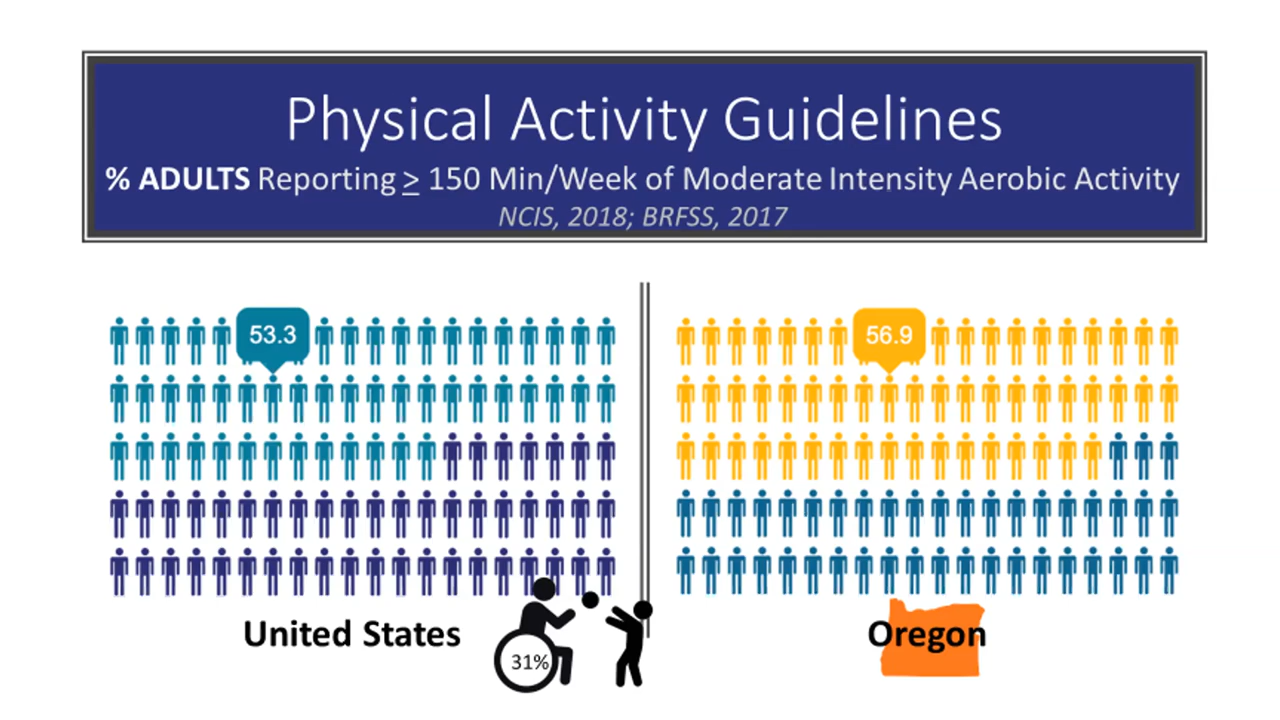 Physical Activity Guidelines
% ADULTS Reporting > 150 Min/Week of Moderate Intensity Aerobic Activity
NCIS, 2018; BRFSS, 2017
53.3
56.9
United States
31%
Oregon